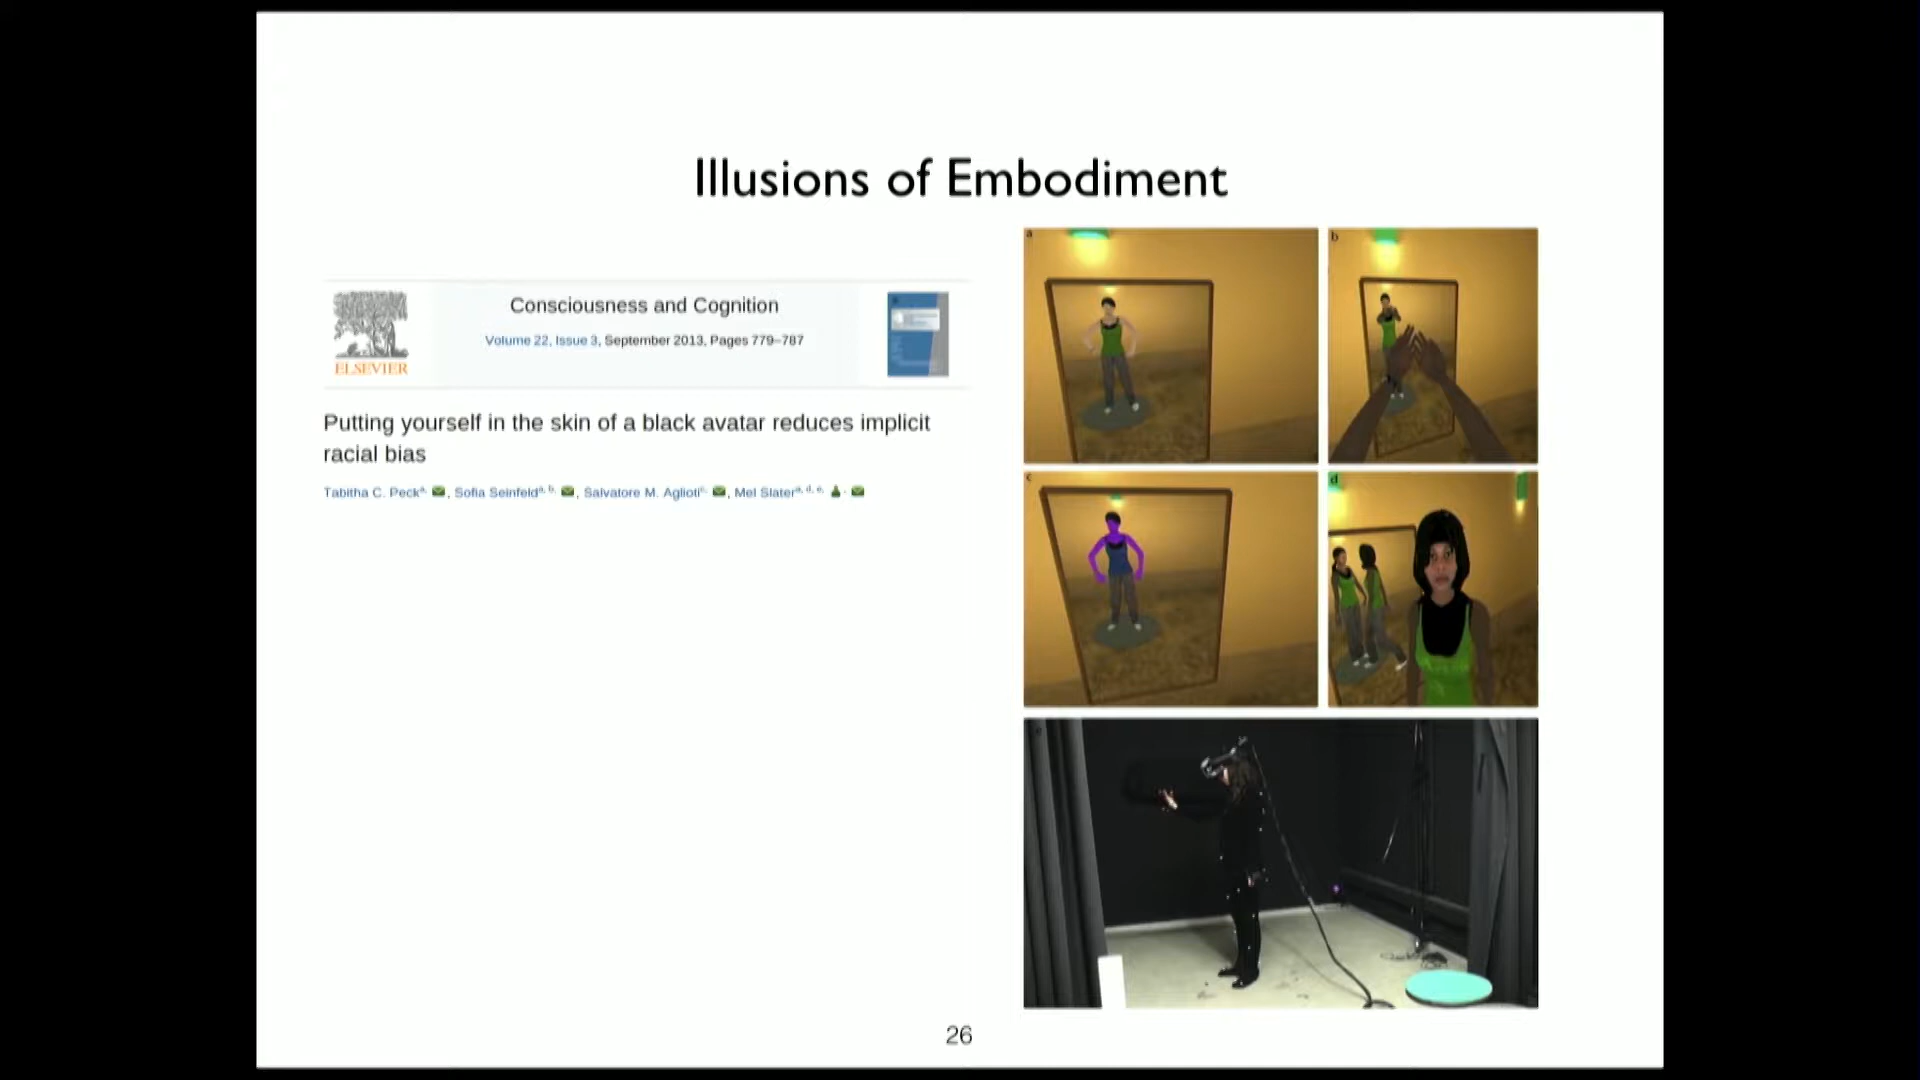 Illusions of Embodiment
Consciousness and Cognition
Volume 22, Issue 3, September 2013, Pages 779–787
ELSEVIER
Putting yourself in the skin of a black avatar reduces implicit
racial bias
Tabitha C. Peck a, , Sofia Seinfeld a, b, , Salvatore M. Aglioti c, , Mel Slater a, d, e, ,
a
b
c
d
e
26